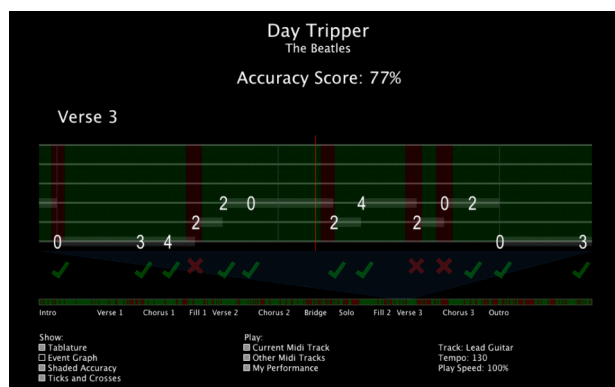 Day Tripper
The Beatles
Accuracy Score: 77%
Verse 3
2 0 4 0 2
2 2 2
0 3 4 0 3
Intro Verse 1 Chorus 1 Fill 1 Verse 2 Chorus 2 Bridge Solo Fill 2 Verse 3 Chorus 3 Outro
Show: Play:
Tablature Current Midi Track Track: Lead Guitar
Event Graph Other Midi Tracks Tempo: 130
Shaded Accuracy My Performance Play Speed: 100%
Ticks and Crosses